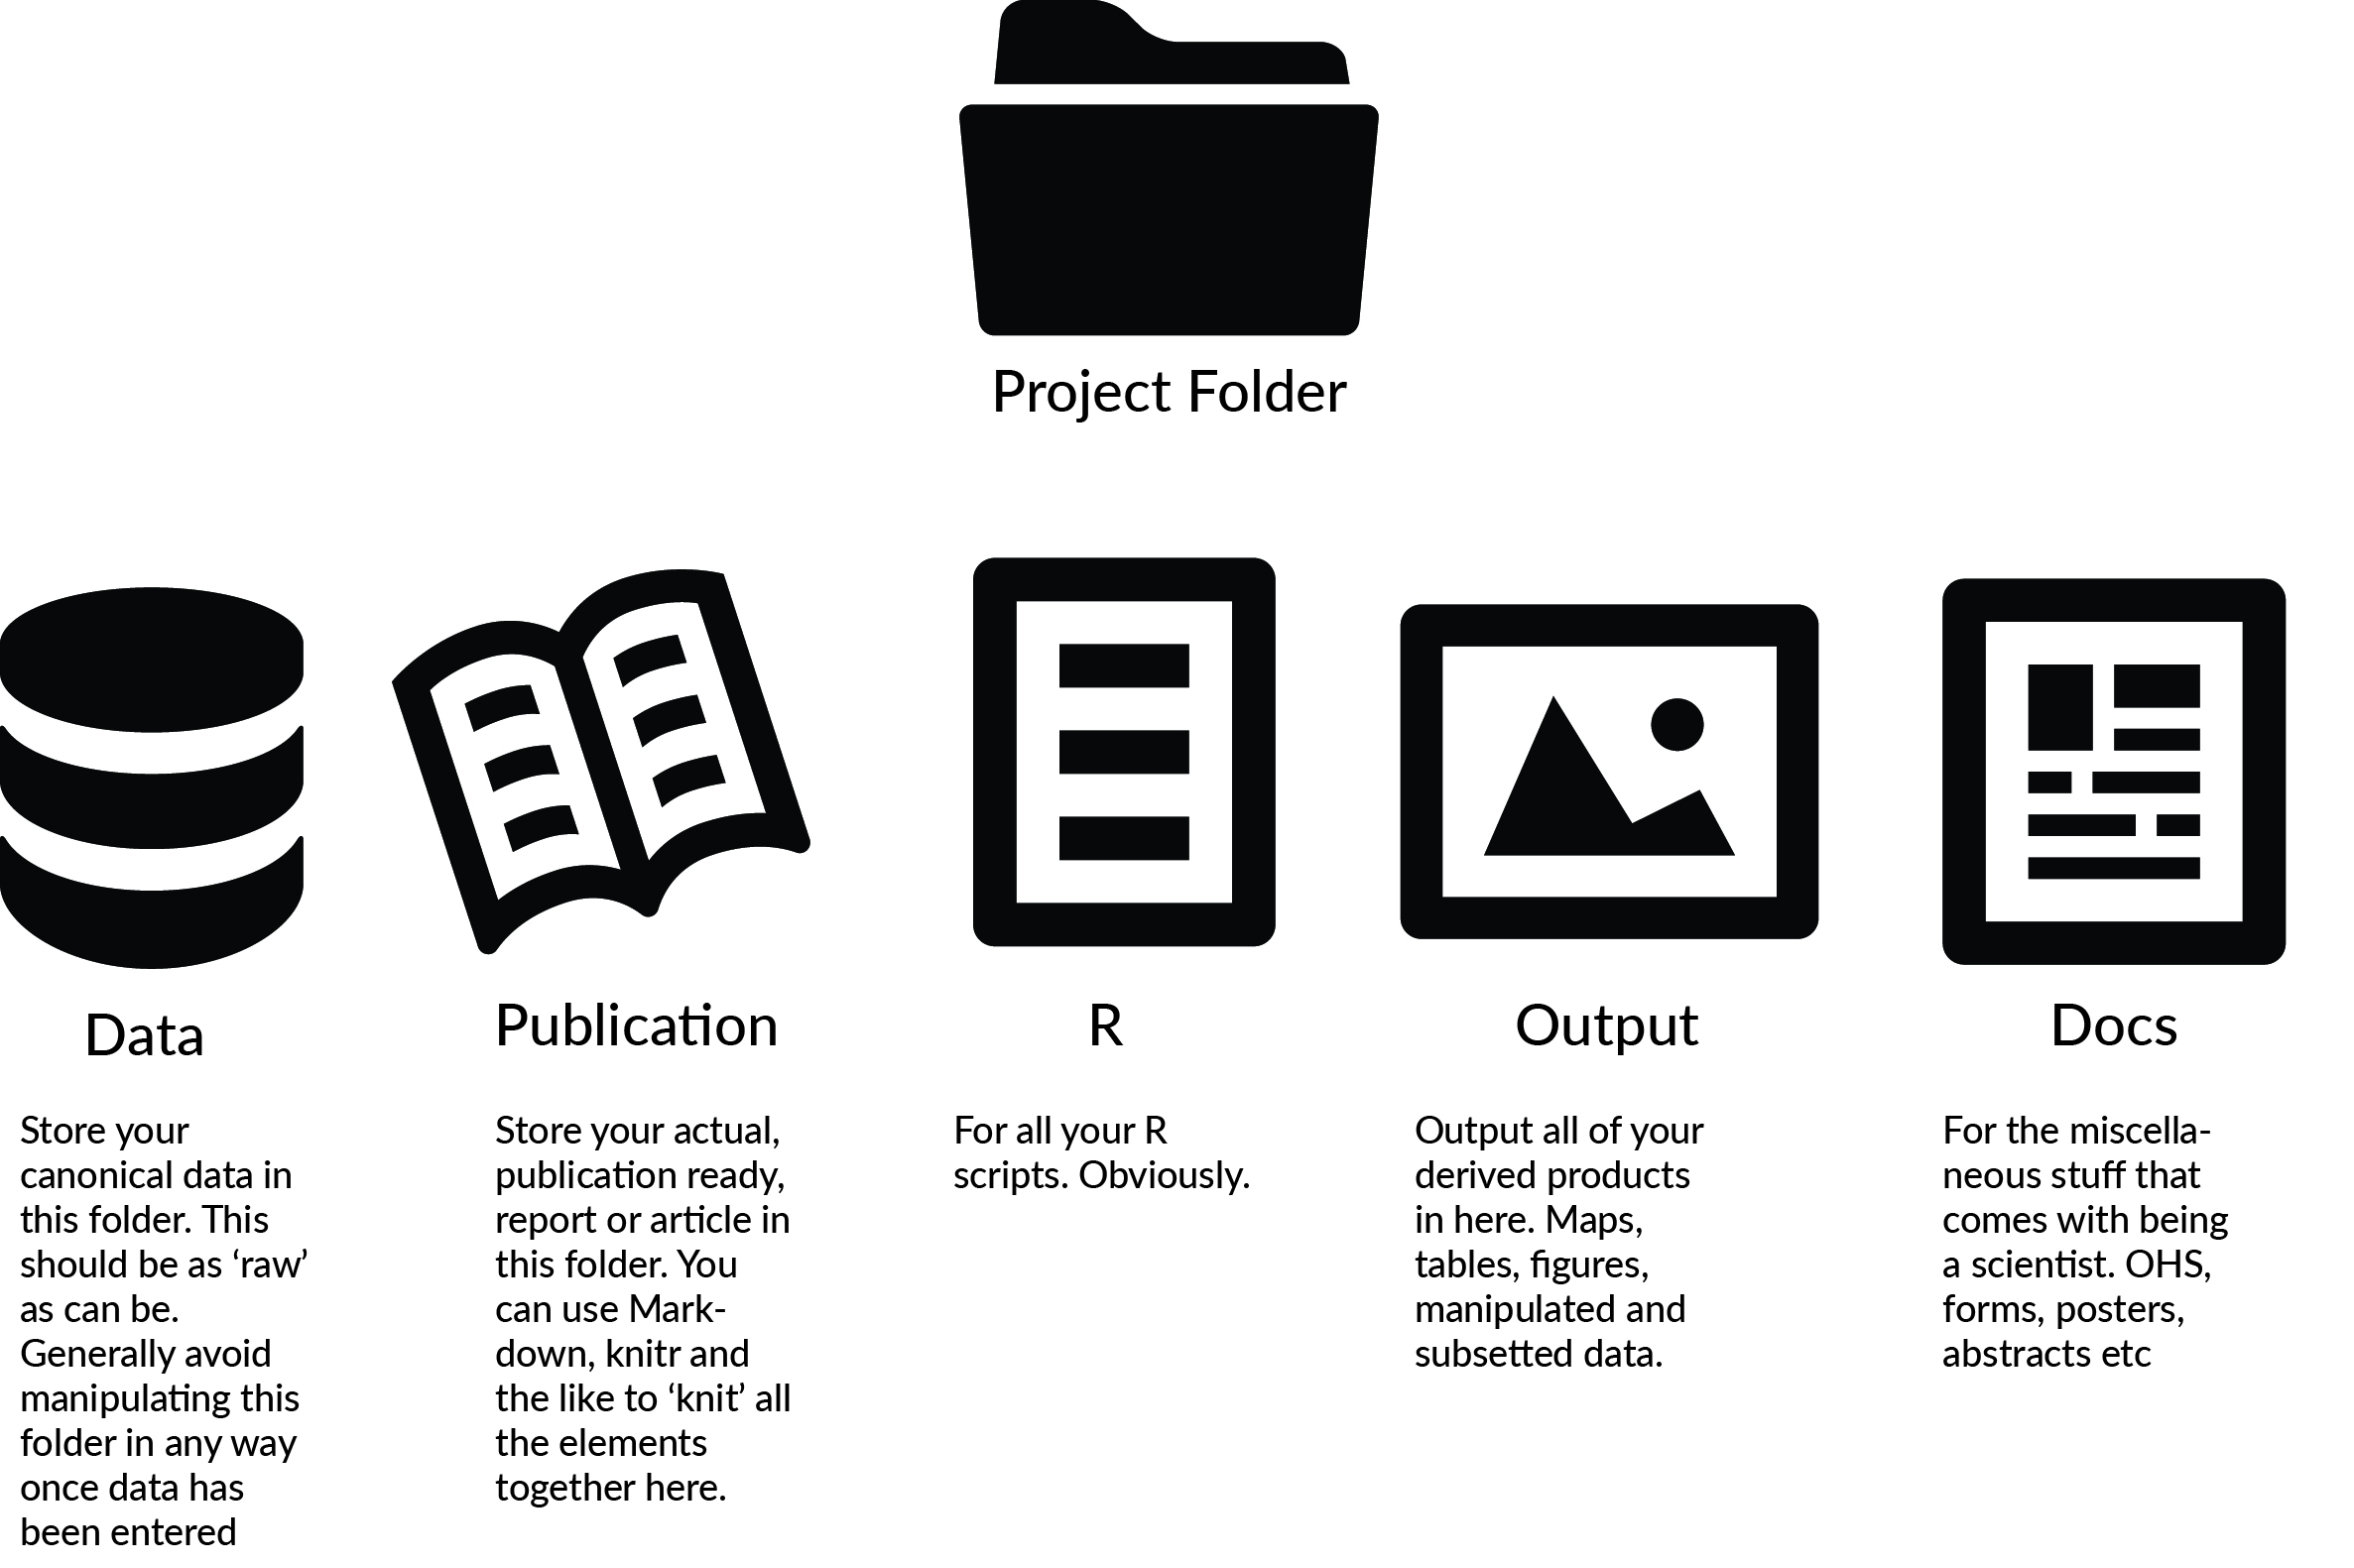 Project Folder
Data
Store your
canonical data in
this folder. This
should be as ‘raw’
as can be.
Generally avoid
manipulating this
folder in any way
once data has
been entered
Publication
Store your actual,
publication ready,
report or article in
this folder. You
can use Mark-
down, knitr and
the like to ‘knit’ all
the elements
together here.
R
For all your R
scripts. Obviously.
Output
Output all of your
derived products
in here. Maps,
tables, figures,
manipulated and
subsetted data.
Docs
For the miscella-
neous stuff that
comes with being
a scientist. OHS,
forms, posters,
abstracts etc